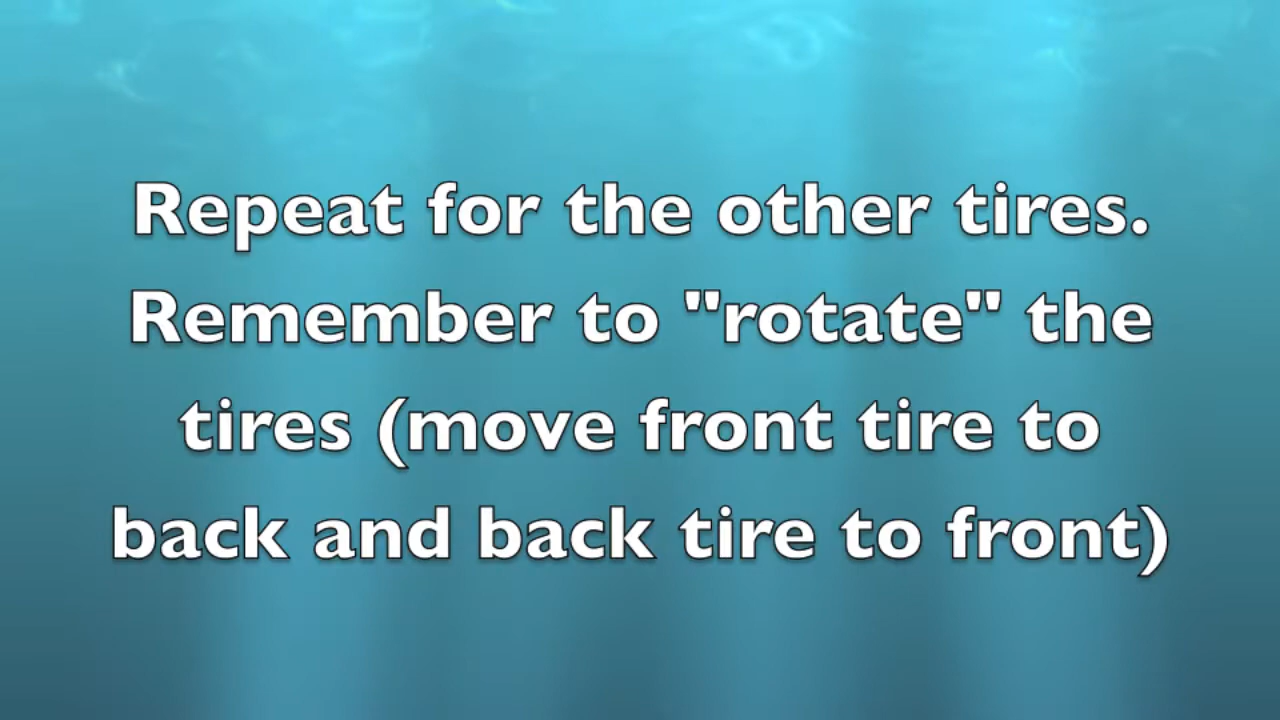 Repeat for the other tires.
Remember to "rotate" the
tires (move front tire to
back and back tire to front)